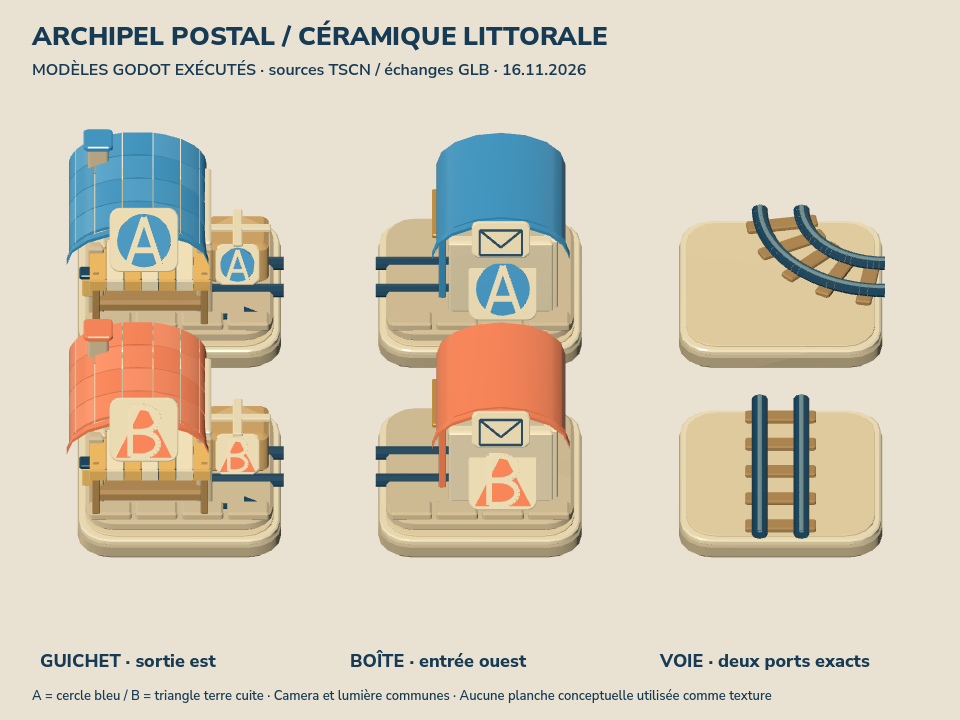 ARCHIPEL POSTAL / CÉRAMIQUE LITTORALE
MODÈLES GODOT EXÉCUTÉS · sources TSCN / échanges GLB · 16.11.2026
A
A
A
B
B
B
GUICHET · sortie est
BOÎTE · entrée ouest
VOIE · deux ports exacts
A = cercle bleu / B = triangle terre cuite · Camera et lumière communes · Aucune planche conceptuelle utilisée comme texture